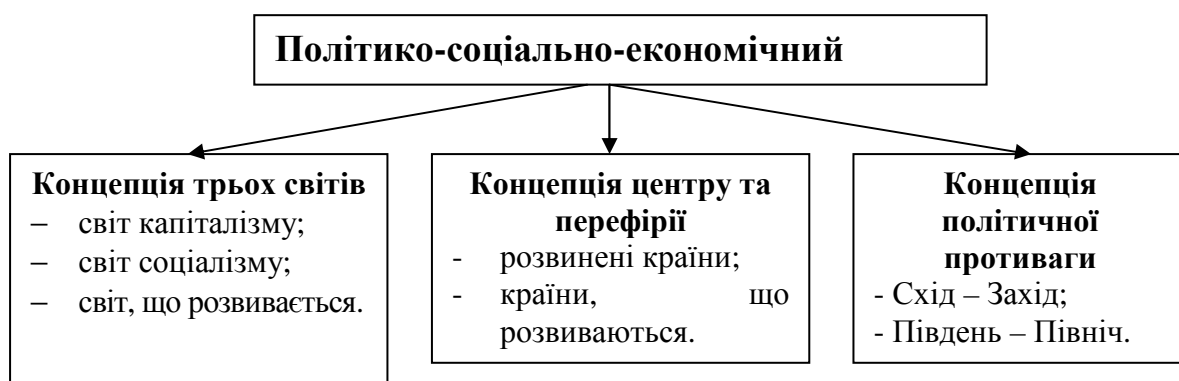 Політико-соціально-економічний
Концепція трьох світів
– світ капіталізму;
– світ соціалізму;
– світ, що розвивається.
Концепція центру та
перефірії
- розвинені країни;
- країни, що
розвиваються.
Концепція
політичної
противаги
- Схід – Захід;
- Південь – Північ.